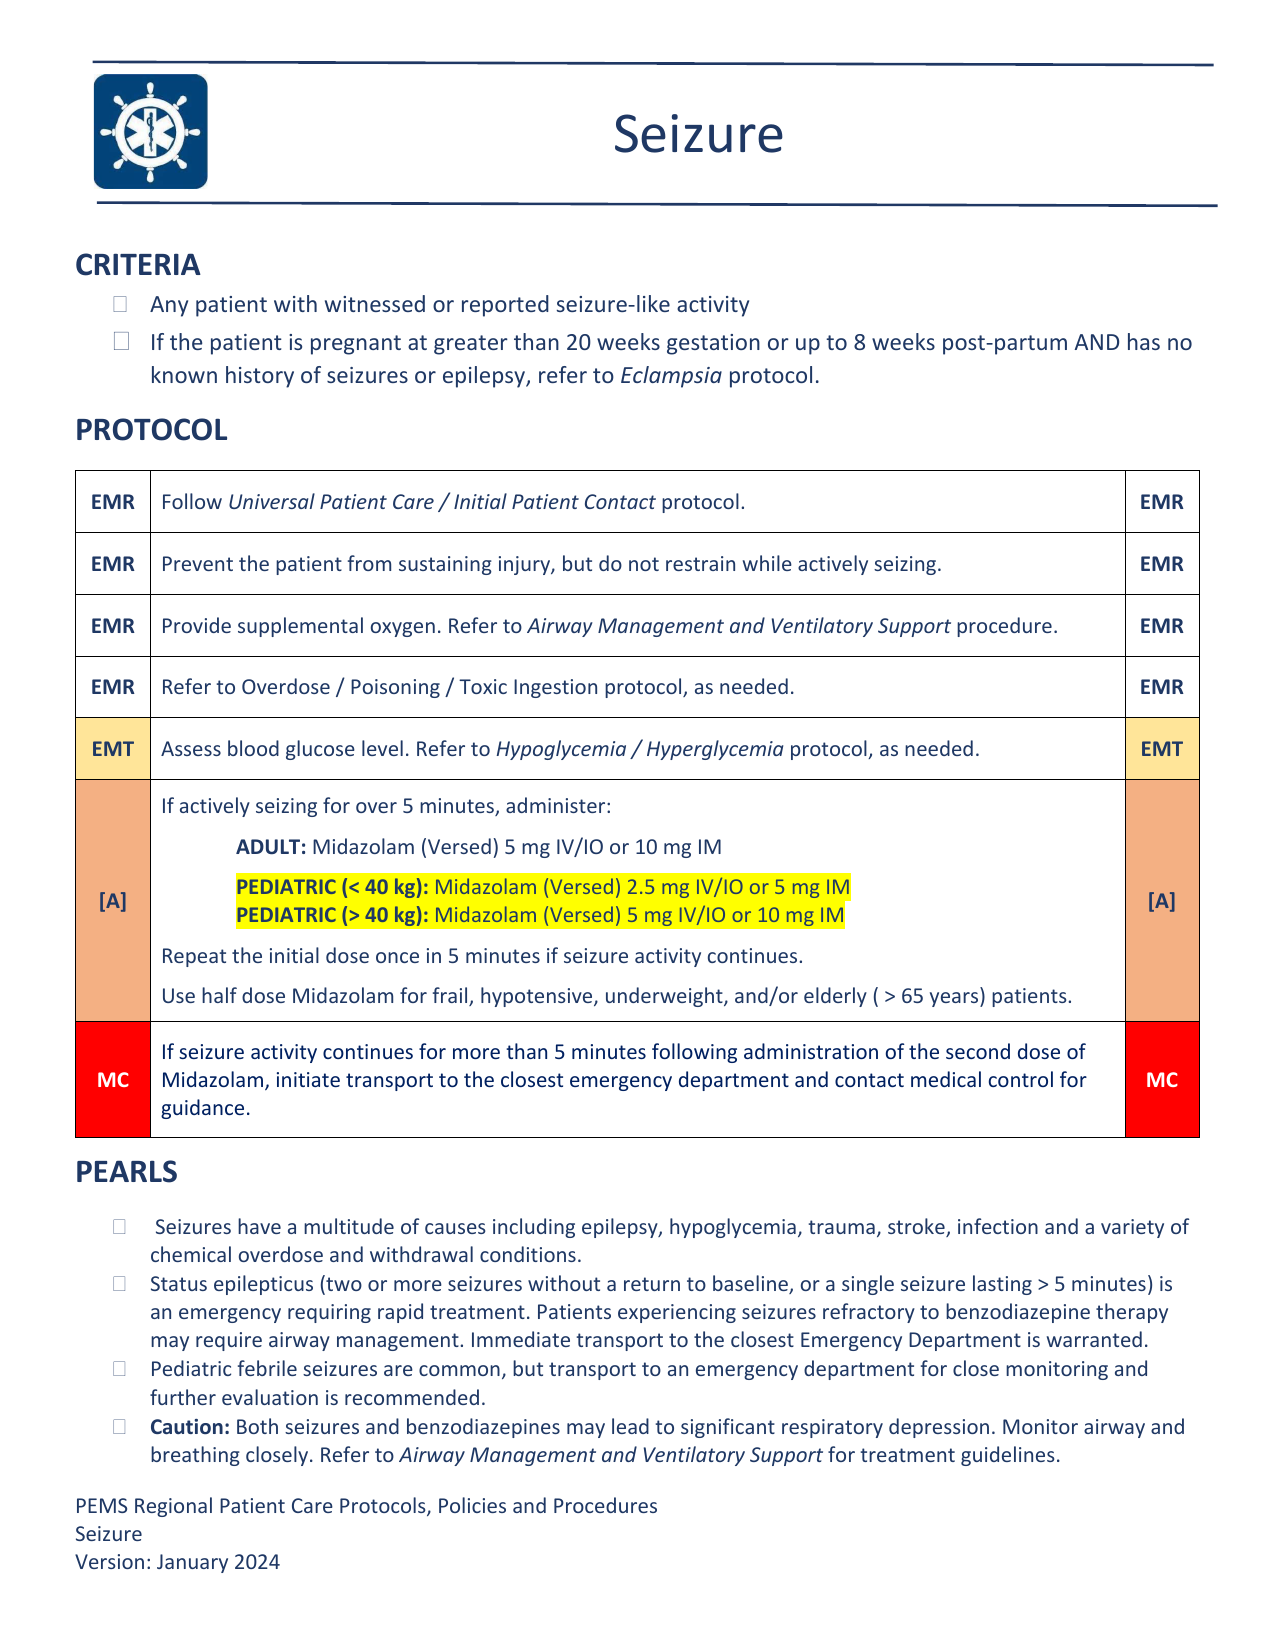 Seizure
CRITERIA
Any patient with witnessed or reported seizure-like activity
If the patient is pregnant at greater than 20 weeks gestation or up to 8 weeks post-partum AND has no
known history of seizures or epilepsy, refer to Eclampsia protocol.
PROTOCOL
EMR Follow Universal Patient Care / Initial Patient Contact protocol. EMR
EMR Prevent the patient from sustaining injury, but do not restrain while actively seizing. EMR
EMR Provide supplemental oxygen. Refer to Airway Management and Ventilatory Support procedure. EMR
EMR Refer to Overdose / Poisoning / Toxic Ingestion protocol, as needed. EMR
EMT Assess blood glucose level. Refer to Hypoglycemia / Hyperglycemia protocol, as needed. EMT
If actively seizing for over 5 minutes, administer:
ADULT: Midazolam (Versed) 5 mg IV/IO or 10 mg IM
PEDIATRIC (< 40 kg): Midazolam (Versed) 2.5 mg IV/IO or 5 mg IM
[A] [A]
PEDIATRIC (> 40 kg): Midazolam (Versed) 5 mg IV/IO or 10 mg IM
Repeat the initial dose once in 5 minutes if seizure activity continues.
Use half dose Midazolam for frail, hypotensive, underweight, and/or elderly ( > 65 years) patients.
If seizure activity continues for more than 5 minutes following administration of the second dose of
MC Midazolam, initiate transport to the closest emergency department and contact medical control for MC
guidance.
PEARLS
Seizures have a multitude of causes including epilepsy, hypoglycemia, trauma, stroke, infection and a variety of
chemical overdose and withdrawal conditions.
Status epilepticus (two or more seizures without a return to baseline, or a single seizure lasting > 5 minutes) is
an emergency requiring rapid treatment. Patients experiencing seizures refractory to benzodiazepine therapy
may require airway management. Immediate transport to the closest Emergency Department is warranted.
Pediatric febrile seizures are common, but transport to an emergency department for close monitoring and
further evaluation is recommended.
Caution: Both seizures and benzodiazepines may lead to significant respiratory depression. Monitor airway and
breathing closely. Refer to Airway Management and Ventilatory Support for treatment guidelines.
PEMS Regional Patient Care Protocols, Policies and Procedures
Seizure
Version: January 2024